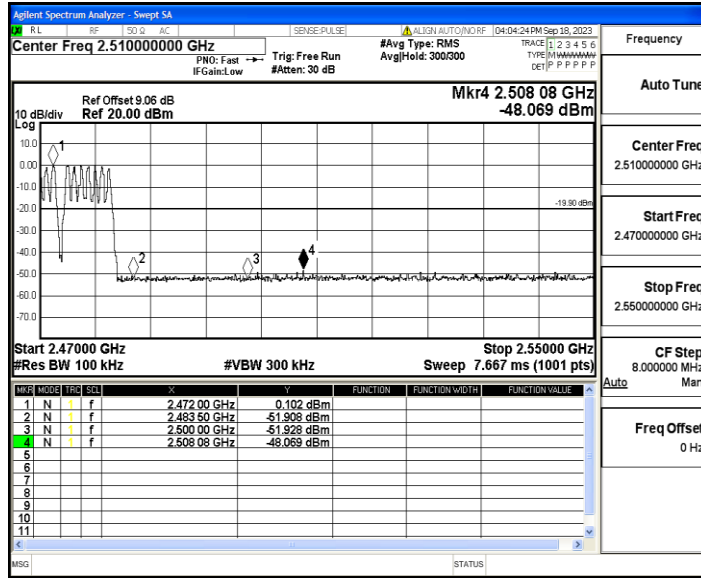 Agilent Spectrum Analyzer - Swept SA
RL RF 50 Ω AC SENSE:PULSE ALIGN AUTO/NO RF 04:04:24 PM Sep 18, 2023
Center Freq 2.510000000 GHz
PNO: Fast
IFGain:Low
Trig: Free Run
#Atten: 30 dB
#Avg Type: RMS
Avg|Hold: 300/300
TRACE 1 2 3 4 5 6
TYPE M WWWWW
DET P P P P P P
Mkr4 2.508 08 GHz
-48.069 dBm
Ref Offset 9.06 dB
10 dB/div Ref 20.00 dBm
Log
10.0
0.00
-10.0
-20.0
-30.0
-40.0
-50.0
-60.0
-70.0
1
2
3
4
-19.90 dBm
Start 2.47000 GHz Stop 2.55000 GHz
#Res BW 100 kHz #VBW 300 kHz Sweep 7.667 ms (1001 pts)
MKR MODE TRC SCL X Y FUNCTION FUNCTION WIDTH FUNCTION VALUE
1 N 1 f 2.472 00 GHz 0.102 dBm
2 N 1 f 2.483 50 GHz -51.908 dBm
3 N 1 f 2.500 00 GHz -51.928 dBm
4 N 1 f 2.508 08 GHz -48.069 dBm
5
6
7
8
9
10
11
MSG STATUS
Frequency
Auto Tune
Center Freq
2.510000000 GHz
Start Freq
2.470000000 GHz
Stop Freq
2.550000000 GHz
CF Step
8.000000 MHz
Auto Man
Freq Offset
0 Hz